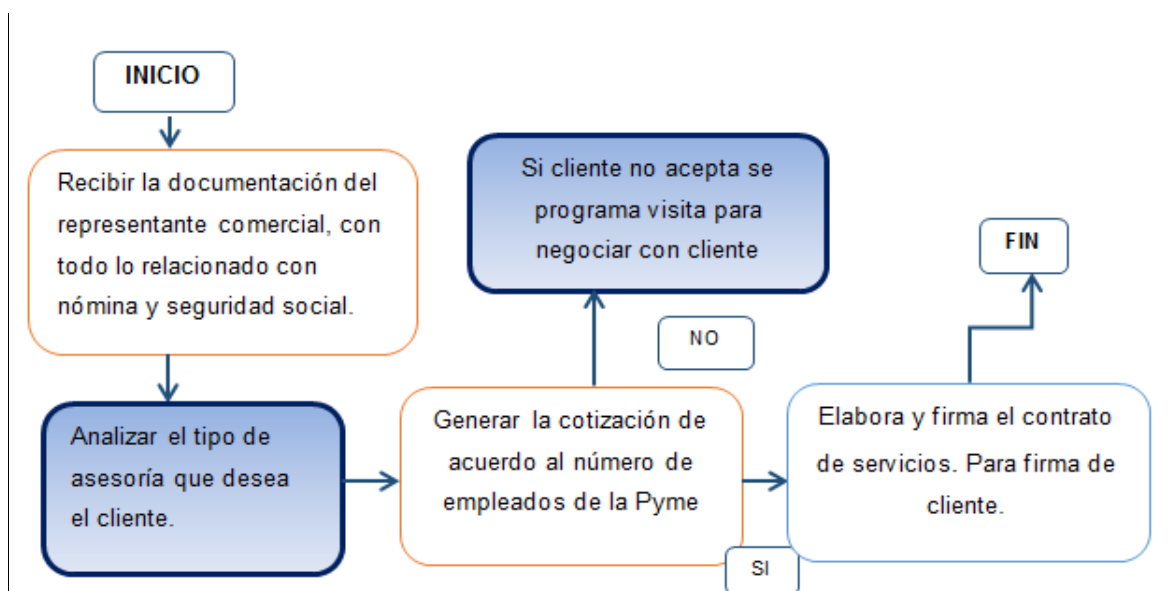 INICIO
Recibir la documentación del
representante comercial, con
todo lo relacionado con
nómina y seguridad social.
Analizar el tipo de
asesoría que desea
el cliente.
Generar la cotización de
acuerdo al número de
empleados de la Pyme
NO
Si cliente no acepta se
programa visita para
negociar con cliente
SI
Elabora y firma el contrato
de servicios. Para firma de
cliente.
FIN